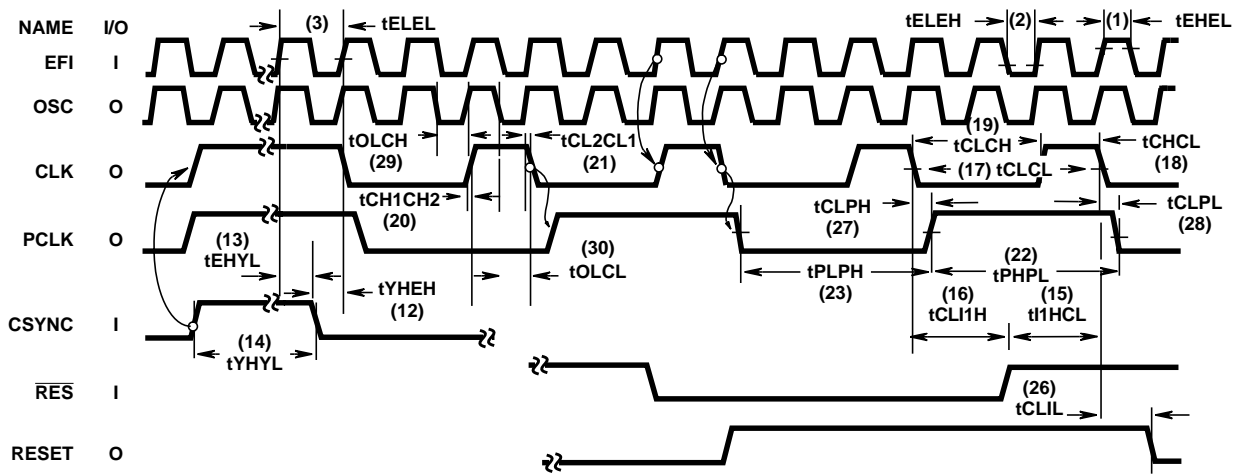 NAME I/O
(3) tELEL tELEH (2) (1) tEHEL
EFI I
OSC O
tOLCH
(29)
tCL2CL1
(21)
(19)
tCLCH
tCHCL
(18)
CLK O
(17) tCLCL
tCH1CH2
(20)
tCLPH
(27)
tCLPL
(28)
PCLK O
(13)
tEHYL
(30)
tOLCL
tPLPH
(23)
(22)
tPHPL
tYHEH
(12)
(16)
tCLI1H
(15)
tI1HCL
CSYNC I
(14)
tYHYL
RES I
(26)
tCLIL
RESET O